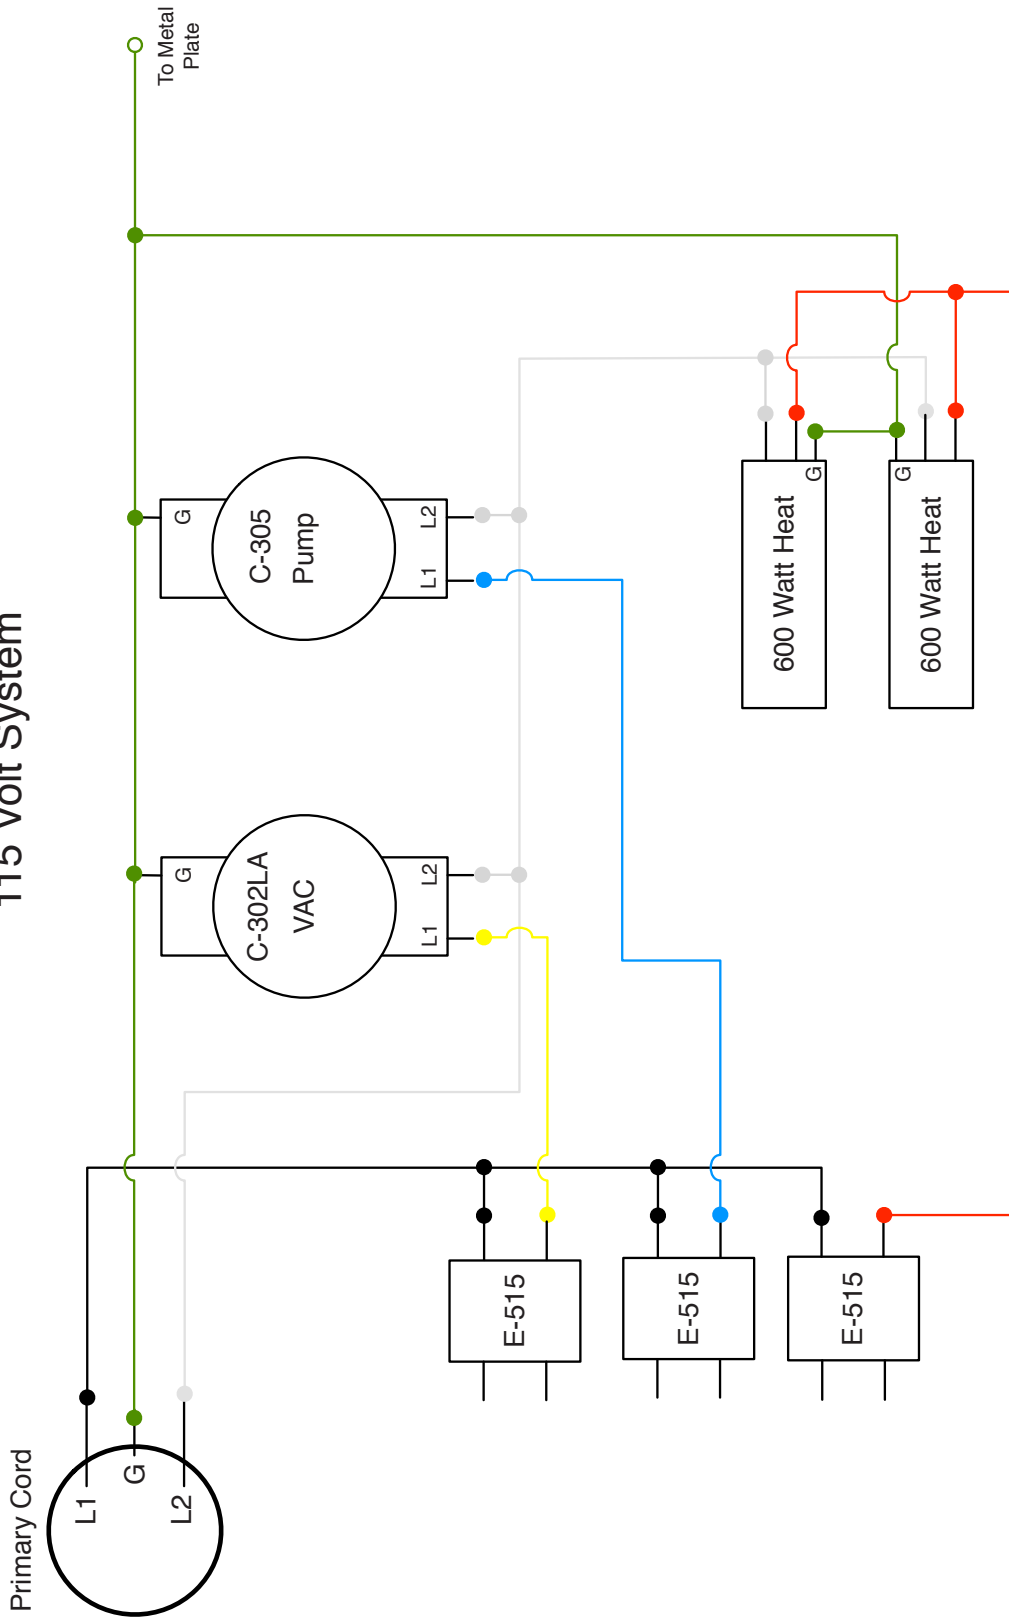 115 Volt System
Primary Cord
L1
G
L2
G
C-302LA
VAC
L1
L2
G
C-305
Pump
L1
L2
To Metal
Plate
E-515
E-515
E-515
600 Watt Heat
G
600 Watt Heat
G